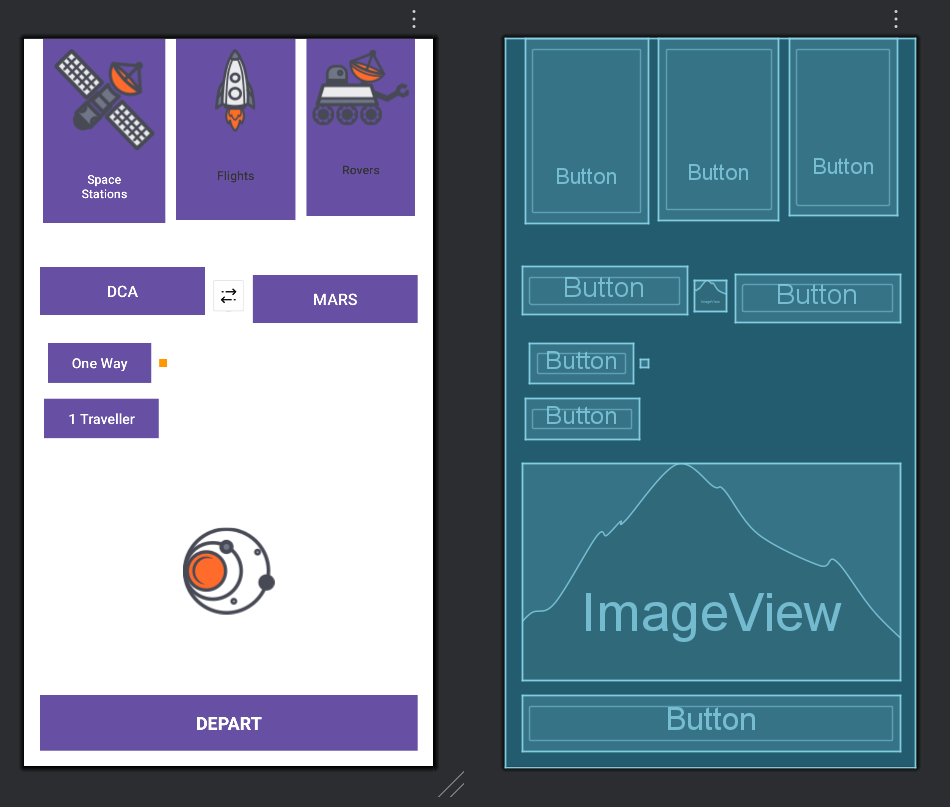 Space
Stations
Flights
Rovers
DCA
MARS
One Way
1 Traveller
DEPART
Button
Button
Button
Button
ImageView
Button
Button
Button
ImageView
Button